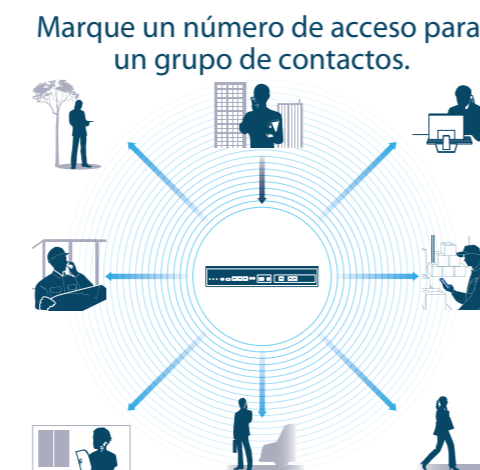 Marque un número de acceso para
un grupo de contactos.